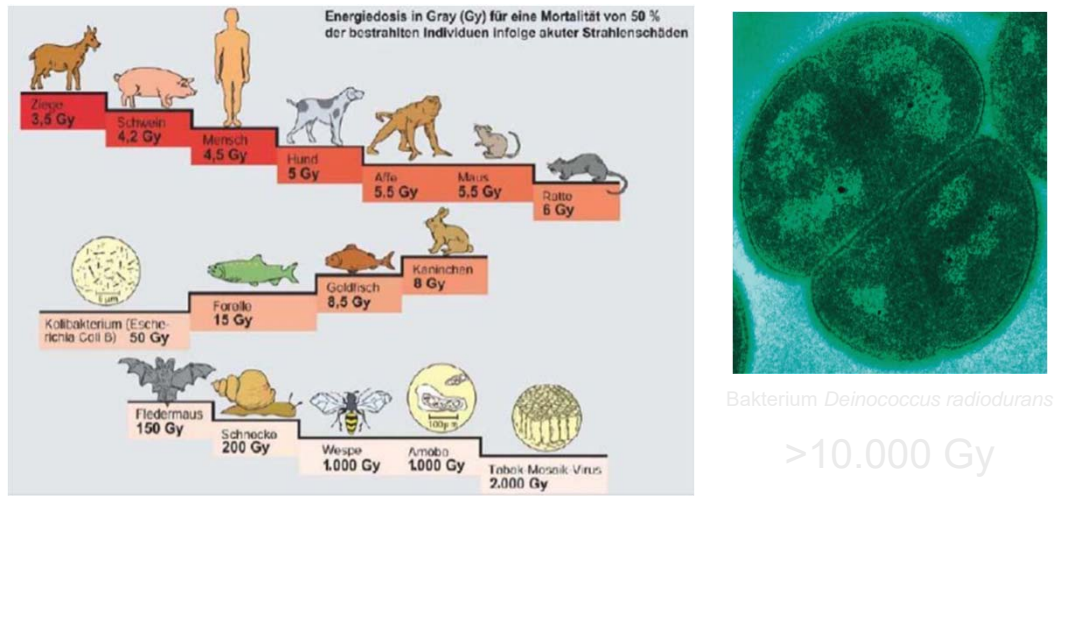 Energiedosis in Gray (Gy) für eine Mortalität von 50 %
der bestrahlten Individuen infolge akuter Strahlenschäden
Ziege
3,5 Gy
Schwein
4,2 Gy
Mensch
4,5 Gy
Hund
5 Gy
Affe
5.5 Gy
Maus
5,5 Gy
Ratte
6 Gy
Kaninchen
8 Gy
Goldfisch
8,5 Gy
Forelle
15 Gy
Kolibakterium (Esche-
richia Coli B) 50 Gy
Fledermaus
150 Gy
Schnecke
200 Gy
Wespe
1.000 Gy
100µm
Amöbe
1.000 Gy
Tabak-Mosaik-Virus
2.000 Gy
Bakterium Deinococcus radiodurans
>10.000 Gy